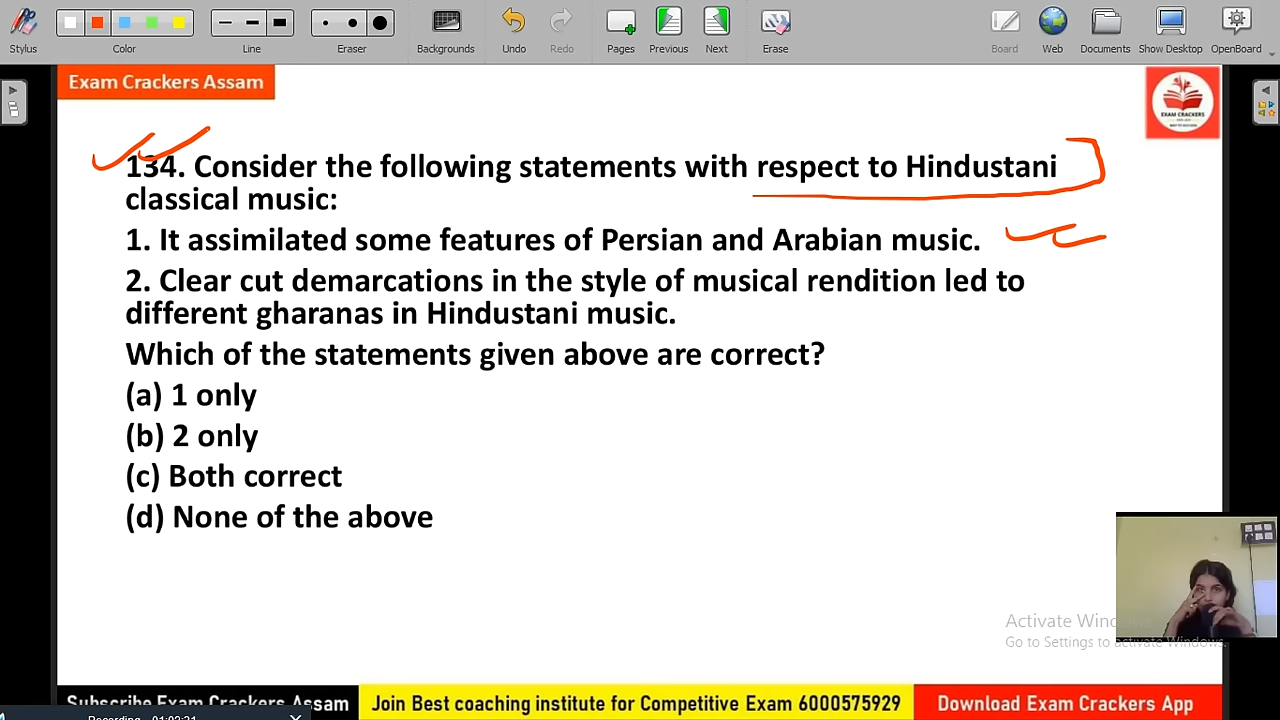 Stylus
Color
Line
Eraser
Backgrounds
Undo
Redo
Pages
Previous
Next
Erase
Board
Web
Documents
Show Desktop
OpenBoard
Exam Crackers Assam
EXAM CRACKERS
134. Consider the following statements with respect to Hindustani
classical music:
1. It assimilated some features of Persian and Arabian music.
2. Clear cut demarcations in the style of musical rendition led to
different gharanas in Hindustani music.
Which of the statements given above are correct?
(a) 1 only
(b) 2 only
(c) Both correct
(d) None of the above
Activate
Go to Settings to activate Windows.
Subscribe Exam Crackers Assam
Join Best coaching institute for Competitive Exam 6000575929
Download Exam Crackers App